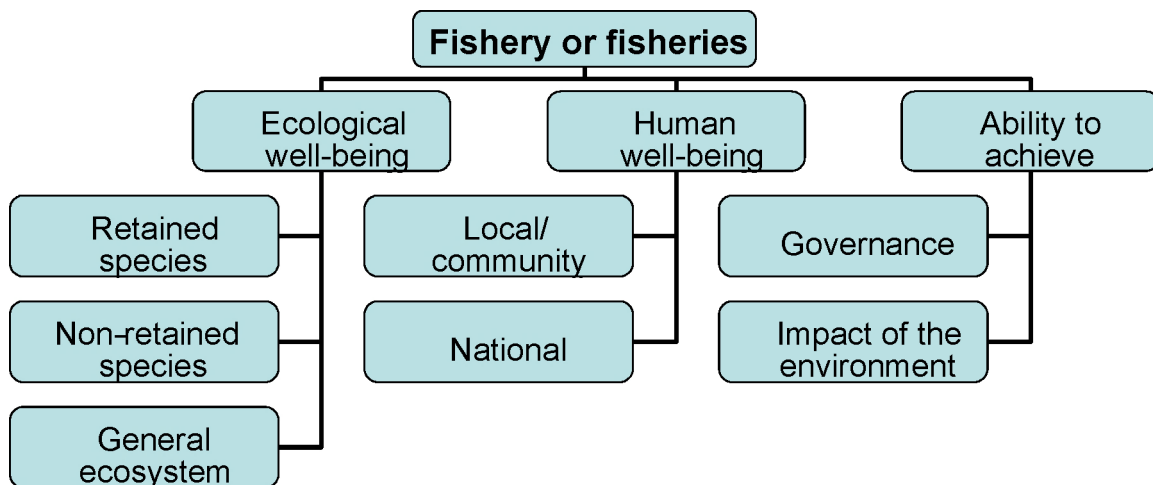 Fishery or fisheries
Ecological
well-being
Human
well-being
Ability to
achieve
Retained
species
Local/
community
Governance
Non-retained
species
National
Impact of the
environment
General
ecosystem